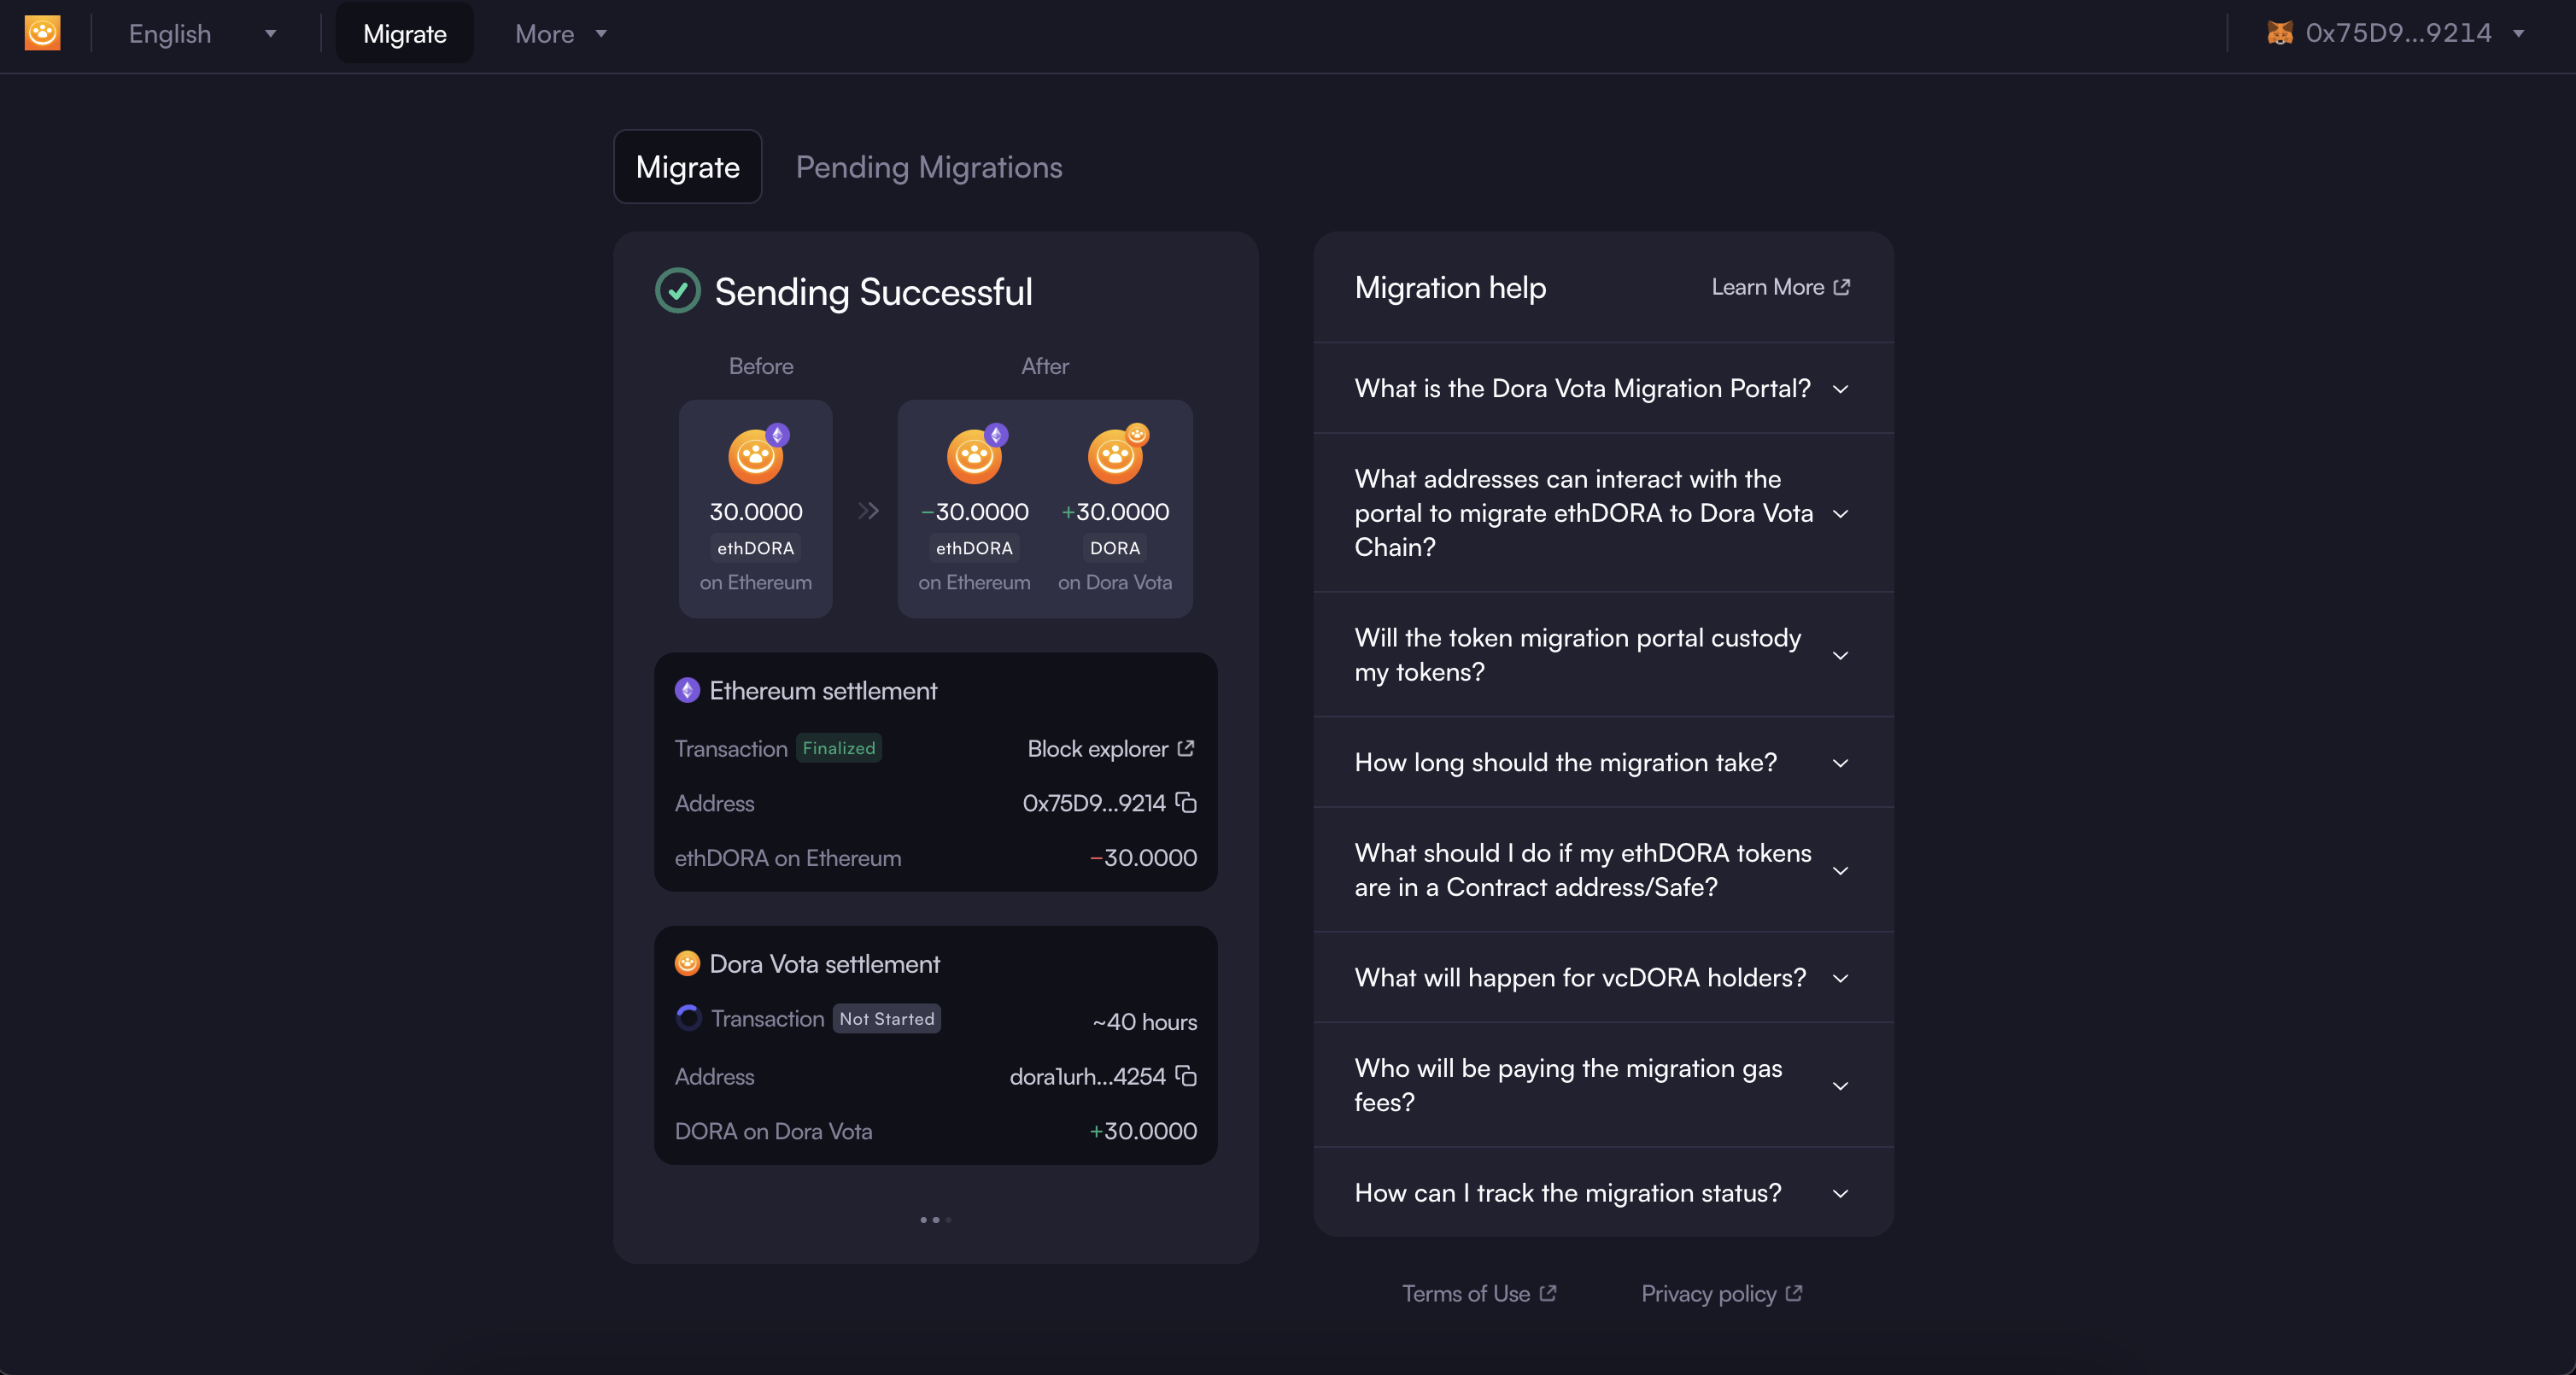 English
Migrate
More
0x75D9...9214
Migrate
Pending Migrations
Sending Successful
Before
After
30.0000
ethDORA
on Ethereum
−30.0000
ethDORA
on Ethereum
+30.0000
DORA
on Dora Vota
Ethereum settlement
Transaction Finalized
Block explorer
Address
0x75D9...9214
ethDORA on Ethereum
−30.0000
Dora Vota settlement
Transaction Not Started
~40 hours
Address
dora1urh...4254
DORA on Dora Vota
+30.0000
Migration help
Learn More
What is the Dora Vota Migration Portal?
What addresses can interact with the
portal to migrate ethDORA to Dora Vota
Chain?
Will the token migration portal custody
my tokens?
How long should the migration take?
What should I do if my ethDORA tokens
are in a Contract address/Safe?
What will happen for vcDORA holders?
Who will be paying the migration gas
fees?
How can I track the migration status?
Terms of Use
Privacy policy